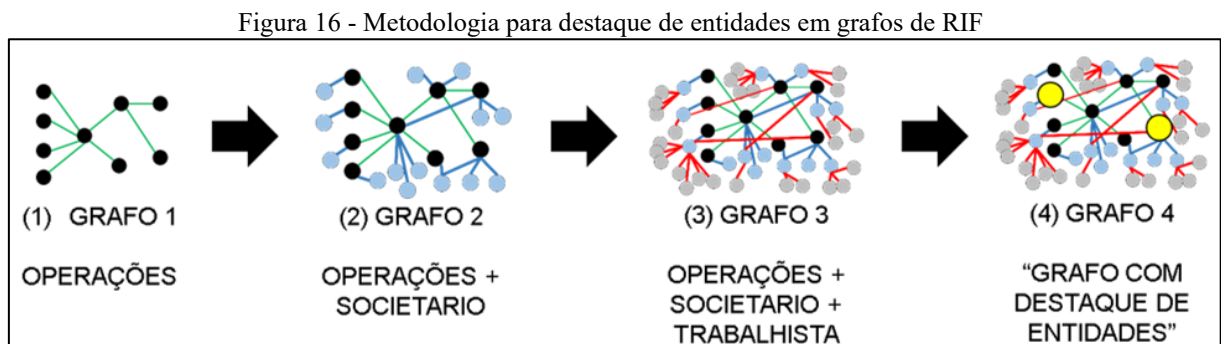 Figura 16 - Metodologia para destaque de entidades em grafos de RIF
(1) GRAFO 1
OPERAÇÕES
(2) GRAFO 2
OPERAÇÕES +
SOCIETARIO
(3) GRAFO 3
OPERAÇÕES +
SOCIETARIO +
TRABALHISTA
(4) GRAFO 4
“GRAFO COM
DESTAQUE DE
ENTIDADES”